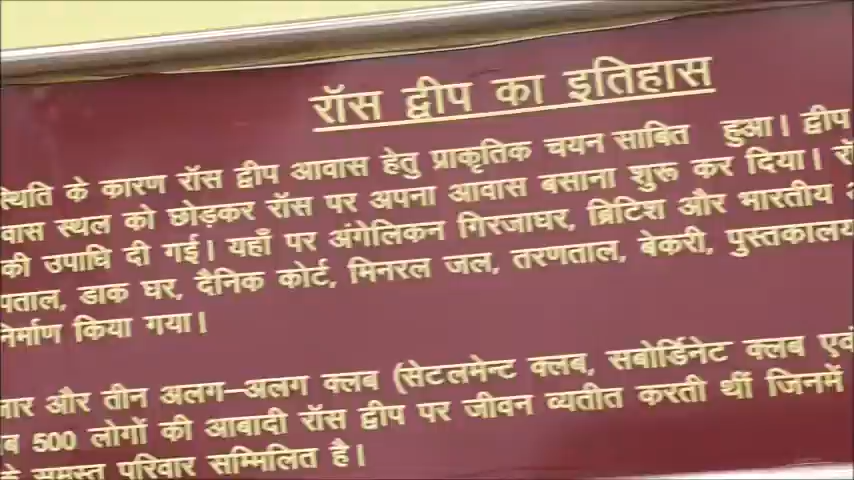 रॉस द्वीप का इतिहास
स्थिति के कारण रॉस द्वीप आवास हेतु प्राकृतिक चयन साबित हुआ। द्वीप
वास स्थल को छोड़कर रॉस पर अपना आवास बसाना शुरू कर दिया।
की उपाधि दी गई। यहाँ पर अंगेलिकन गिरजाघर, ब्रिटिश और भारतीय
पताल, डाक घर, दैनिक कोर्ट, मिनरल जल, तरणताल, बेकरी, पुस्तकालय
निर्माण किया गया।
और तीन अलग–अलग क्लब (सेटलमेन्ट क्लब, सबोर्डिनेट क्लब एवं
500 लोगों की आबादी रॉस द्वीप पर जीवन व्यतीत करती थीं जिनमें
समस्त परिवार सम्मिलित है।